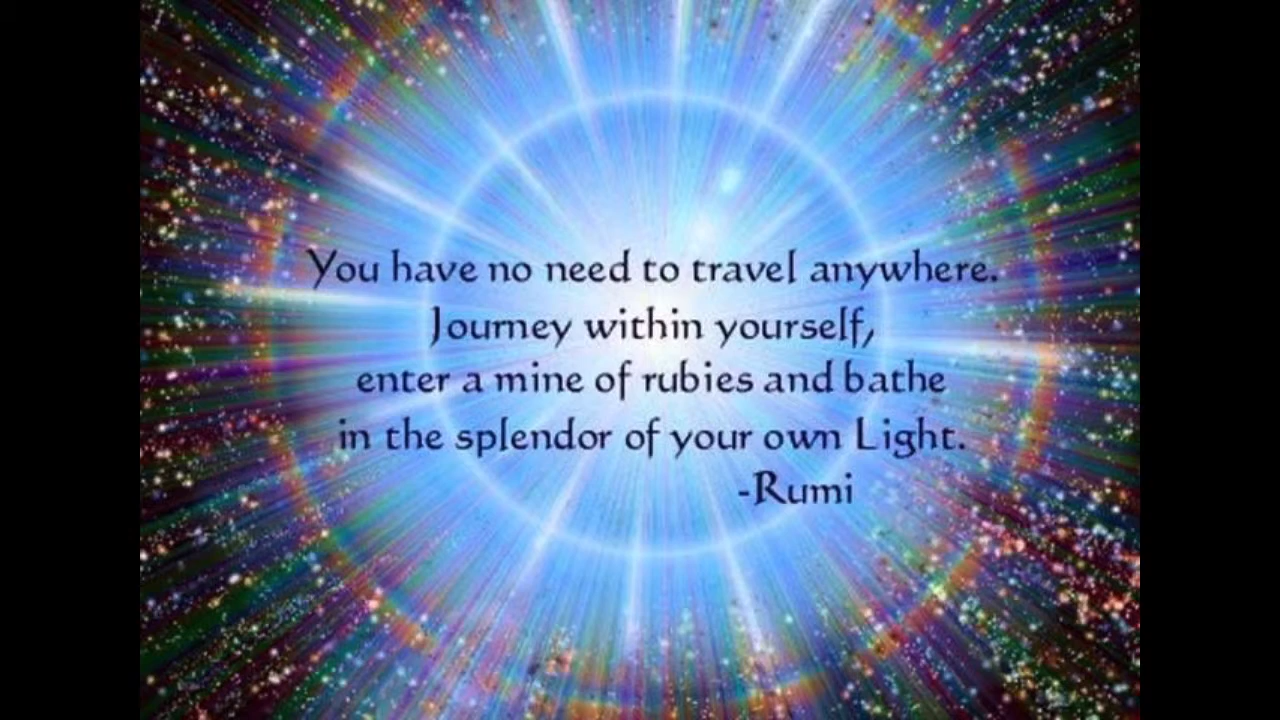 You have no need to travel anywhere.
Journey within yourself,
enter a mine of rubies and bathe
in the splendor of your own Light.
-Rumi